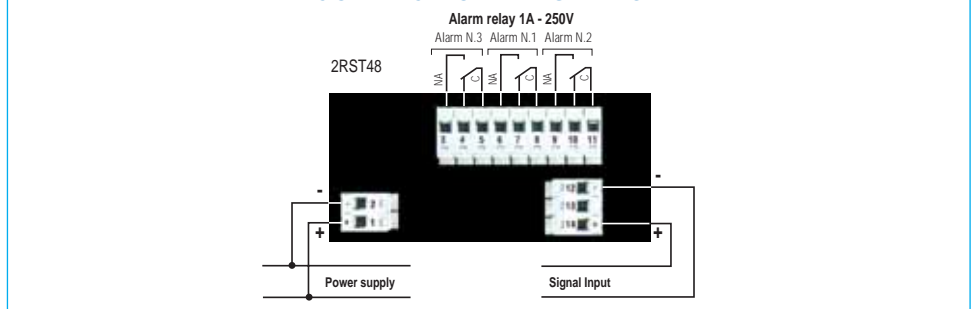 Alarm relay 1A - 250V
Alarm N.3 Alarm N.1 Alarm N.2
2RST48
NA C NA C NA C
3 4 5 6 7 8 9 10 11
- -
2 12 -
13
+ 1 14 +
+ +
Power supply Signal Input